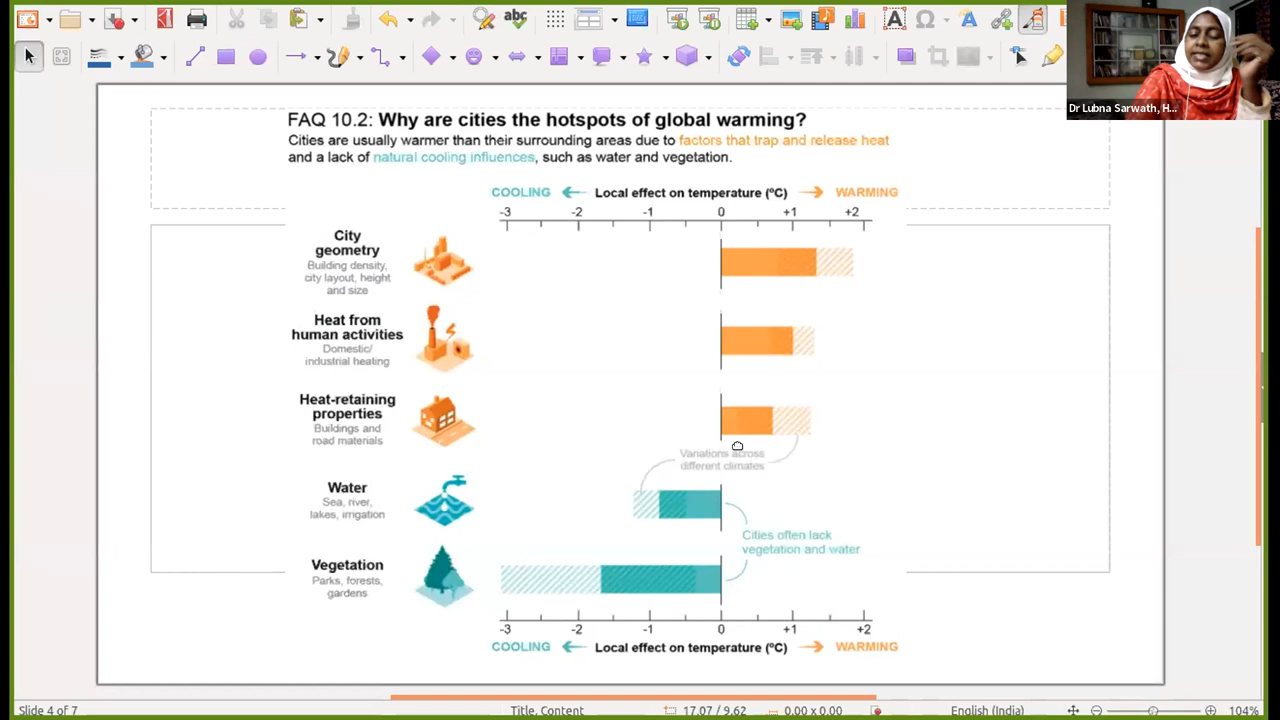 abc
A
Ω
A
Dr Lubna Sarwath, H...
FAQ 10.2: Why are cities the hotspots of global warming?
Cities are usually warmer than their surrounding areas due to factors that trap and release heat
and a lack of natural cooling influences, such as water and vegetation.
COOLING Local effect on temperature (ºC) WARMING
-3 -2 -1 0 +1 +2
City
geometry
Building density,
city layout, height
and size
Heat from
human activities
Domestic/
industrial heating
Heat-retaining
properties
Buildings and
road materials
Variations across
different climates
Water
Sea, river,
lakes, irrigation
Cities often lack
vegetation and water
Vegetation
Parks, forests,
gardens
-3 -2 -1 0 +1 +2
COOLING Local effect on temperature (ºC) WARMING
Slide 4 of 7 Title, Content 17.07 / 9.62 0.00 x 0.00 English (India) 104%